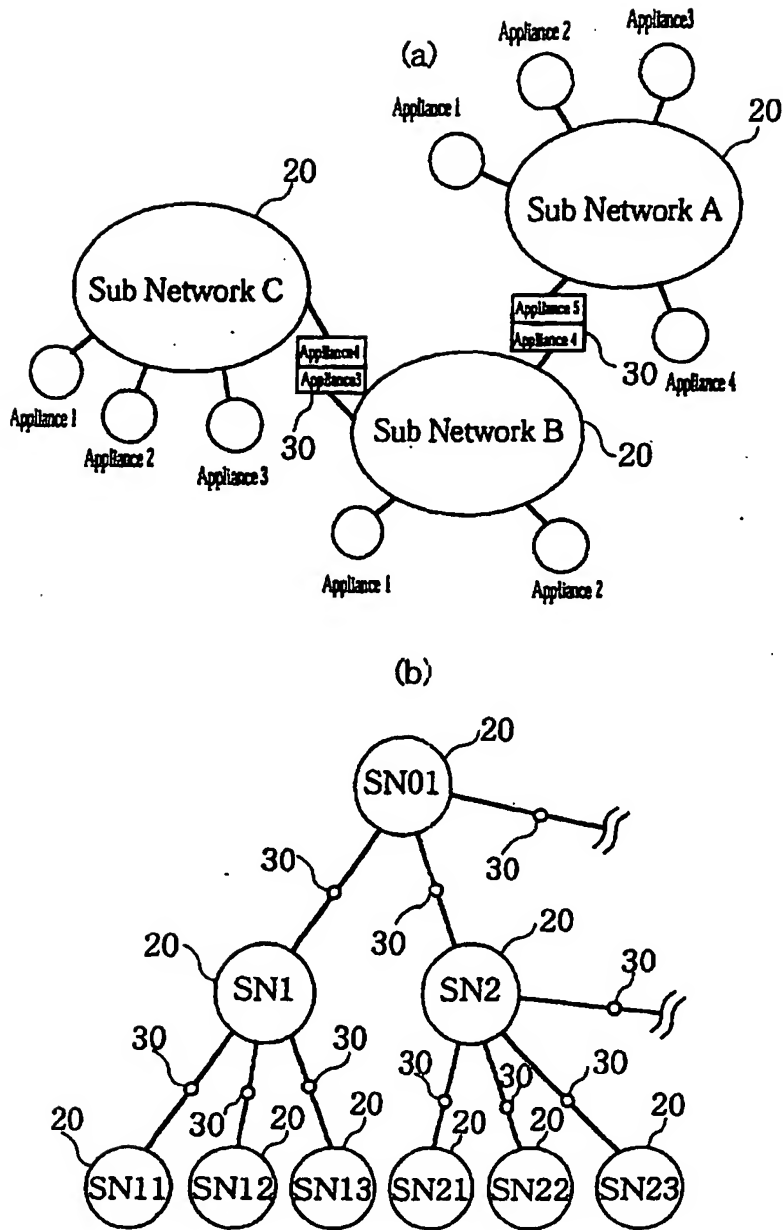 (a)
Appliance 2
Appliance3
Appliance 1
20
Sub Network A
20
Sub Network C
Appliance 5
Appliance 4
30
Appliance 4
Appliance4
Appliance3
30
Sub Network B
20
Appliance 1
Appliance 2
Appliance 3
Appliance 1
Appliance 2
(b)
20
SN01
30
30
30
20
20
SN1
SN2
30
30
30
30
30
30
30
20
20
20
20
20
20
SN11
SN12
SN13
SN21
SN22
SN23